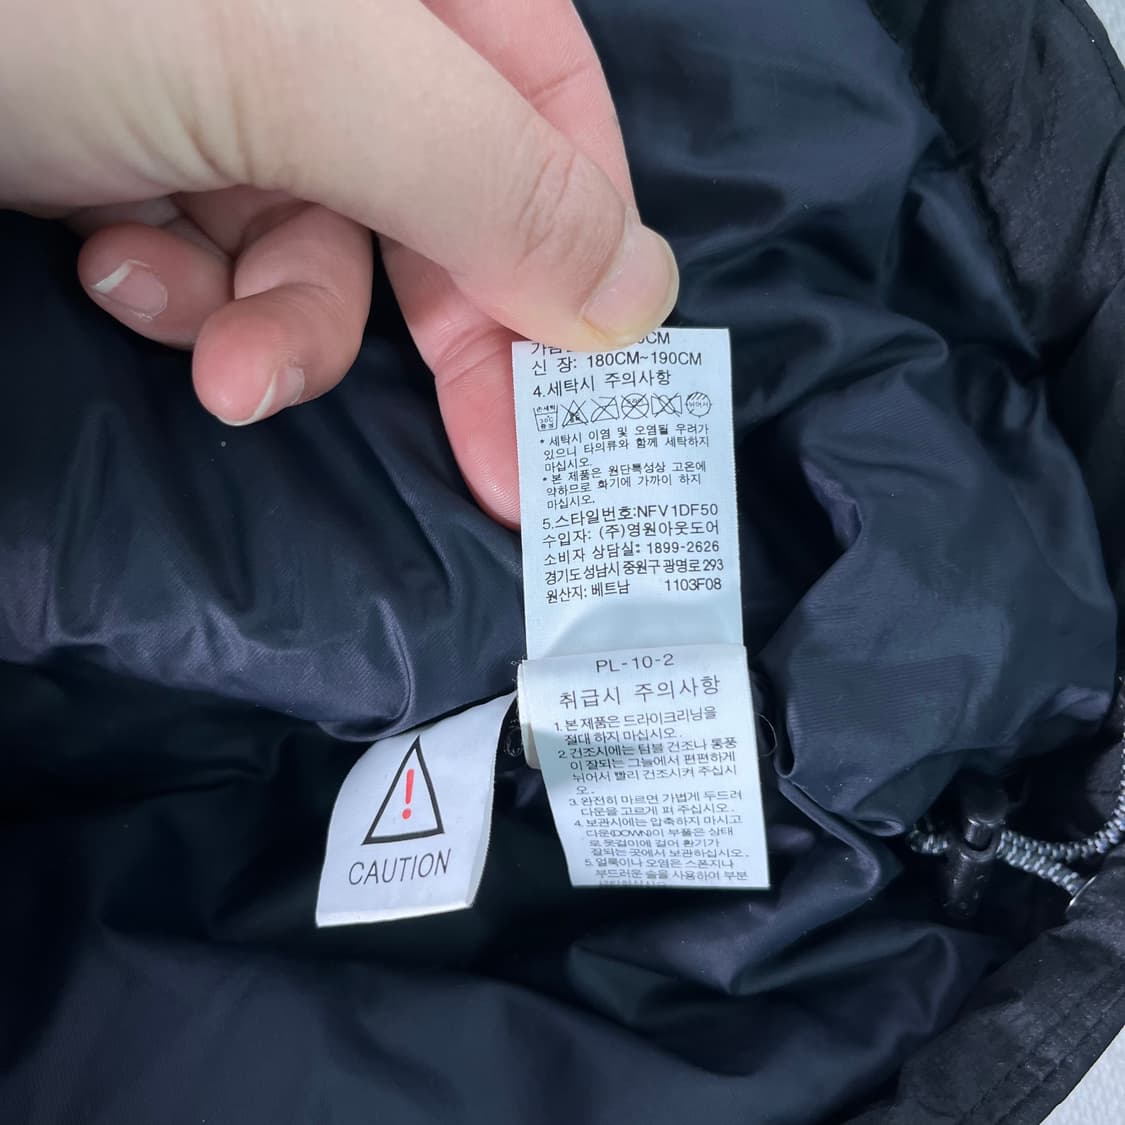 CM
신 장: 180CM~190CM
4.세탁시 주의사항
손세탁
30℃
중성
* 세탁시 이염 및 오염될 우려가
있으니 타의류와 함께 세탁하지
마십시오.
* 본 제품은 원단특성상 고온에
약하므로 화기에 가까이 하지
마십시오.
5.스타일번호:NFV1DF50
수입자: (주)영원아웃도어
소비자 상담실: 1899-2626
경기도 성남시 중원구 광명로 293
원산지: 베트남 1103F08
PL-10-2
취급시 주의사항
1. 본 제품은 드라이크리닝을
절대 하지 마십시오.
2. 건조시에는 텀블 건조나 통풍
이 잘되는 그늘에서 편편하게
뉘어서 빨리 건조시켜 주십시
오.
3. 완전히 마르면 가볍게 두드려
다운을 고르게 펴 주십시오.
4. 보관시에는 압축하지 마시고
다운(DOWN)이 부풀은 상태
로 옷걸이에 걸어 환기가
잘되는 곳에서 보관하십시오.
5. 얼룩이나 오염은 스폰지나
부드러운 솔을 사용하여 부분
!
CAUTION